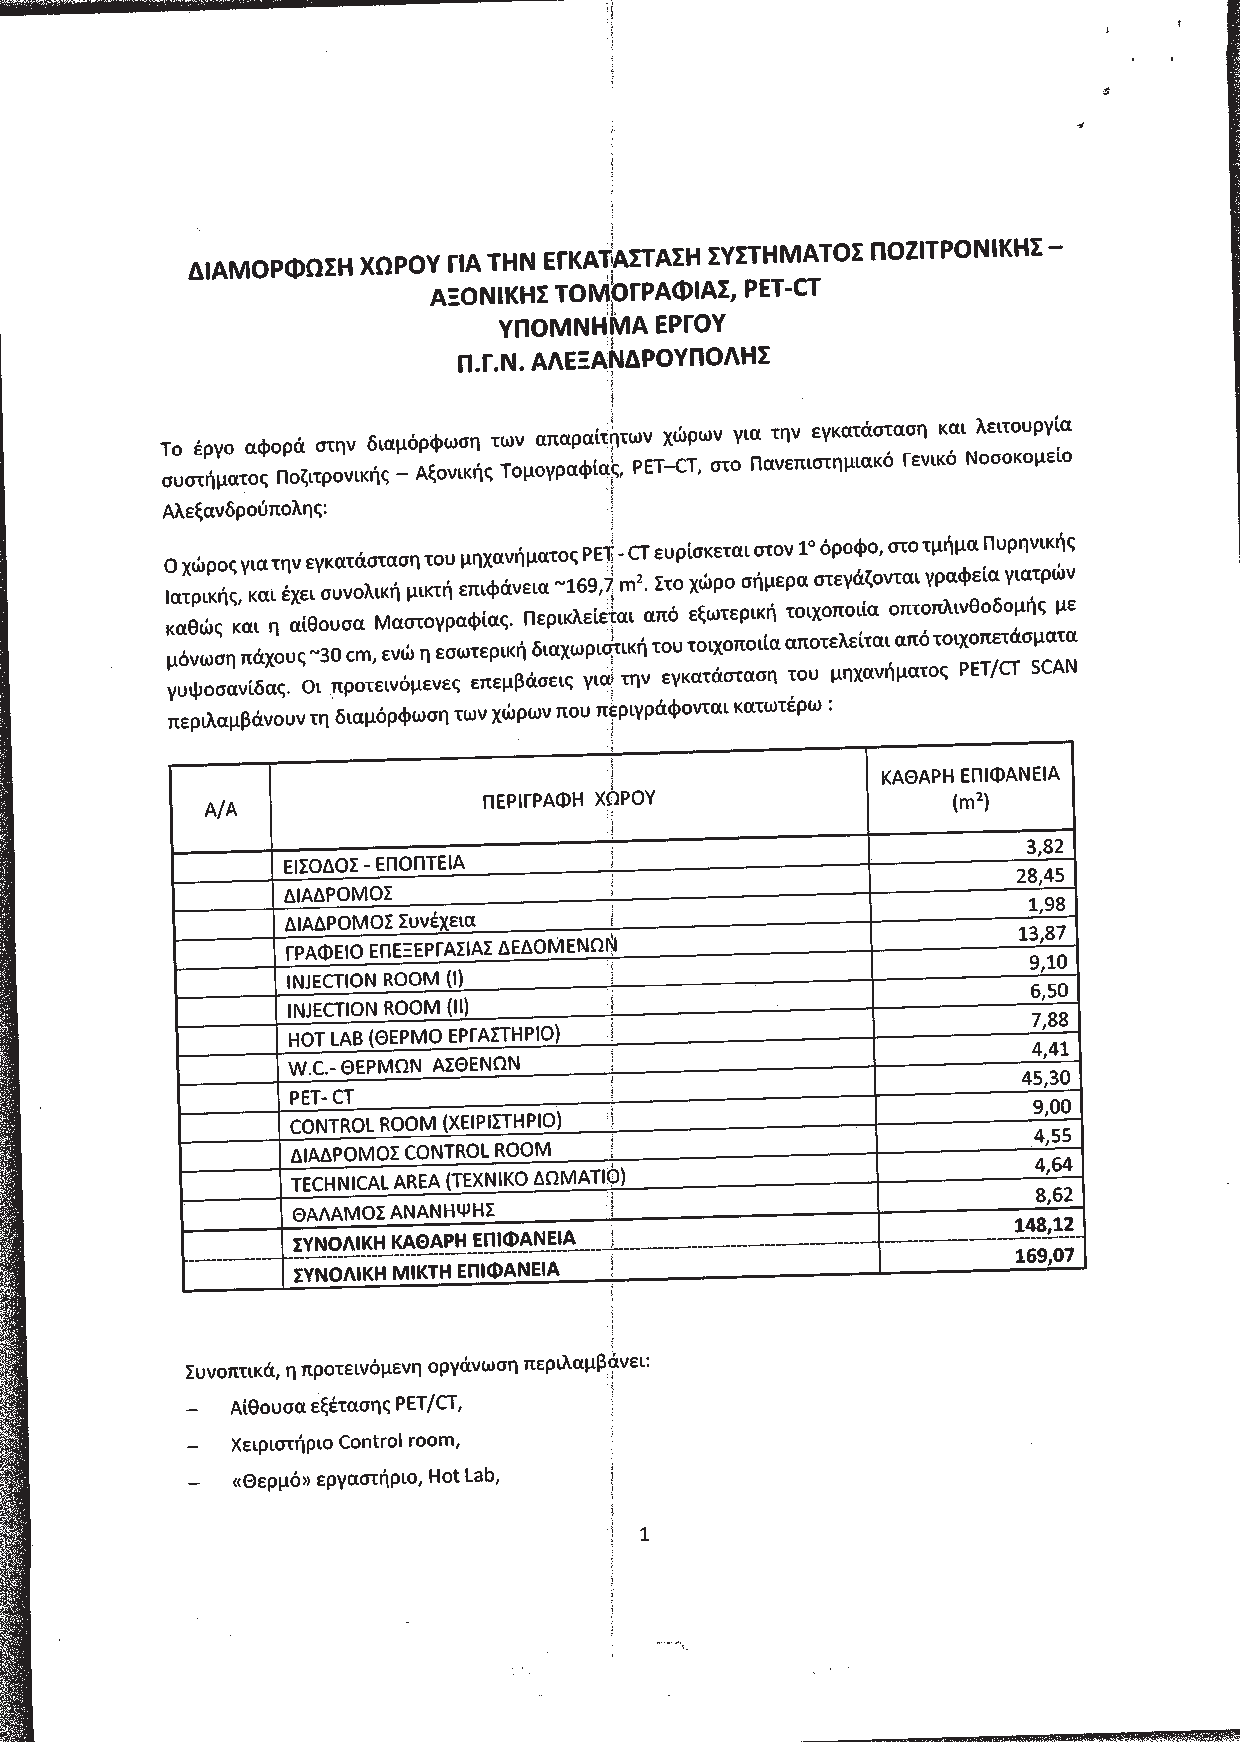 ΔΙΑΜΟΡΦΩΣΗ ΧΩΡΟΥ ΓΙΑ ΤΗΝ ΕΓΚΑΤΑΣΤΑΣΗ ΣΥΣΤΗΜΑΤΟΣ ΠΟΖΙΤΡΟΝΙΚΗΣ –
ΑΞΟΝΙΚΗΣ ΤΟΜΟΓΡΑΦΙΑΣ, PET-CT
ΥΠΟΜΝΗΜΑ ΕΡΓΟΥ
Π.Γ.Ν. ΑΛΕΞΑΝΔΡΟΥΠΟΛΗΣ
Το έργο αφορά στην διαμόρφωση των απαραίτητων χώρων για την εγκατάσταση και λειτουργία
συστήματος Ποζιτρονικής – Αξονικής Τομογραφίας, PET–CT, στο Πανεπιστημιακό Γενικό Νοσοκομείο
Αλεξανδρούπολης:
Ο χώρος για την εγκατάσταση του μηχανήματος PET - CT ευρίσκεται στον 1° όροφο, στο τμήμα Πυρηνικής
Ιατρικής, και έχει συνολική μικτή επιφάνεια ~169,7 m². Στο χώρο σήμερα στεγάζονται γραφεία γιατρών
καθώς και η αίθουσα Μαστογραφίας. Περικλείεται από εξωτερική τοιχοποιία οπτοπλινθοδομής με
μόνωση πάχους ~30 cm, ενώ η εσωτερική διαχωριστική του τοιχοποιία αποτελείται από τοιχοπετάσματα
γυψοσανίδας. Οι προτεινόμενες επεμβάσεις για την εγκατάσταση του μηχανήματος PET/CT SCAN
περιλαμβάνουν τη διαμόρφωση των χώρων που περιγράφονται κατωτέρω :
Α/Α ΠΕΡΙΓΡΑΦΗ ΧΩΡΟΥ ΚΑΘΑΡΗ ΕΠΙΦΑΝΕΙΑ (m²)
ΕΙΣΟΔΟΣ - ΕΠΟΠΤΕΙΑ 3,82
ΔΙΑΔΡΟΜΟΣ 28,45
ΔΙΑΔΡΟΜΟΣ Συνέχεια 1,98
ΓΡΑΦΕΙΟ ΕΠΕΞΕΡΓΑΣΙΑΣ ΔΕΔΟΜΕΝΩΝ 13,87
INJECTION ROOM (I) 9,10
INJECTION ROOM (II) 6,50
HOT LAB (ΘΕΡΜΟ ΕΡΓΑΣΤΗΡΙΟ) 7,88
W.C.- ΘΕΡΜΩΝ ΑΣΘΕΝΩΝ 4,41
PET- CT 45,30
CONTROL ROOM (ΧΕΙΡΙΣΤΗΡΙΟ) 9,00
ΔΙΑΔΡΟΜΟΣ CONTROL ROOM 4,55
TECHNICAL AREA (ΤΕΧΝΙΚΟ ΔΩΜΑΤΙΟ) 4,64
ΘΑΛΑΜΟΣ ΑΝΑΝΗΨΗΣ 8,62
ΣΥΝΟΛΙΚΗ ΚΑΘΑΡΗ ΕΠΙΦΑΝΕΙΑ 148,12
ΣΥΝΟΛΙΚΗ ΜΙΚΤΗ ΕΠΙΦΑΝΕΙΑ 169,07
Συνοπτικά, η προτεινόμενη οργάνωση περιλαμβάνει:
– Αίθουσα εξέτασης PET/CT,
– Χειριστήριο Control room,
– «Θερμό» εργαστήριο, Hot Lab,
1